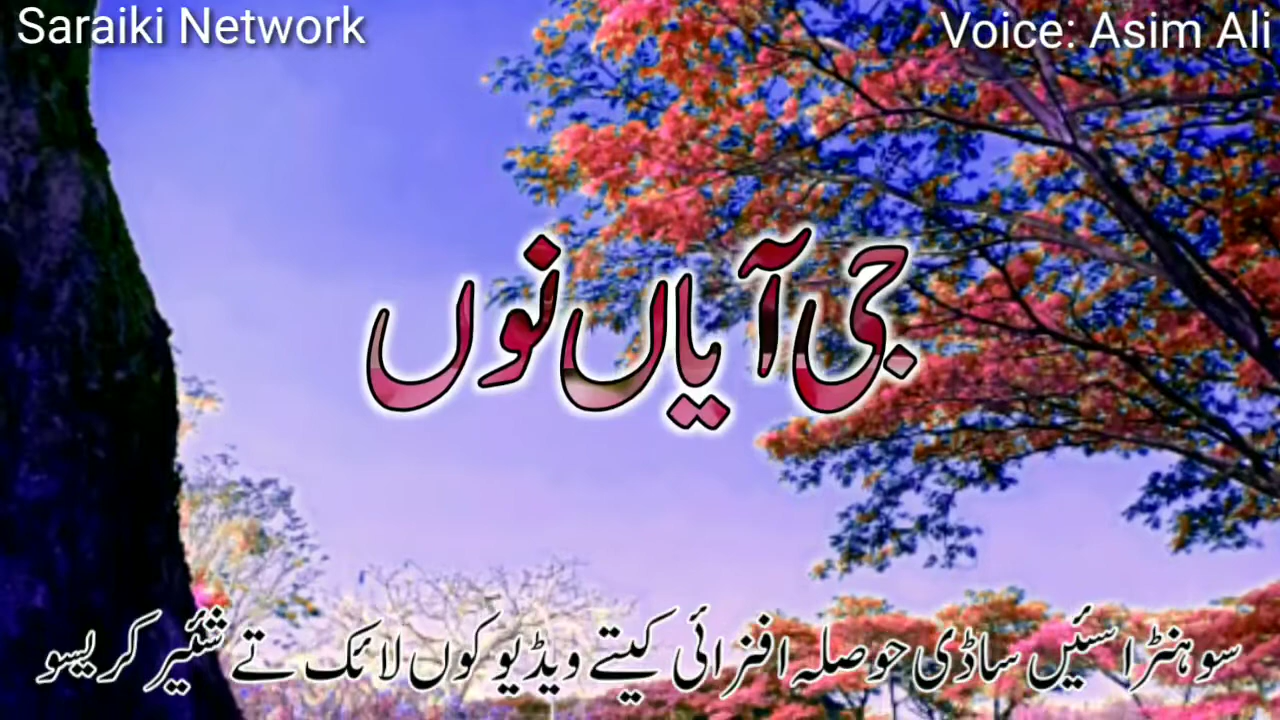 Saraiki Network
Voice: Asim Ali
جی آیاں نوں
سوہنڑا سئیں ساڈی حوصلہ افزائی کیتے ویڈیو کوں لائک تے شئیر کریسو